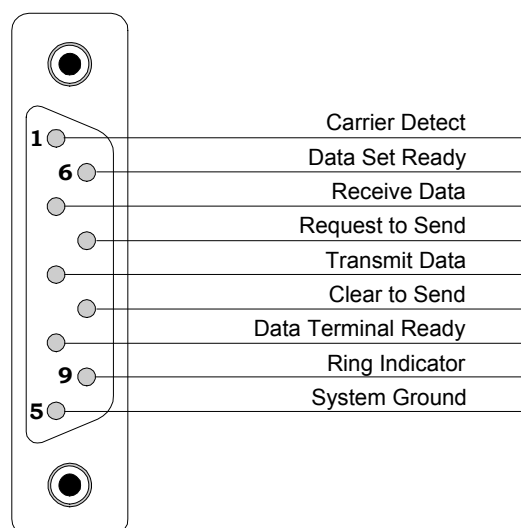 1 Carrier Detect
6 Data Set Ready
Receive Data
Request to Send
Transmit Data
Clear to Send
Data Terminal Ready
9 Ring Indicator
5 System Ground